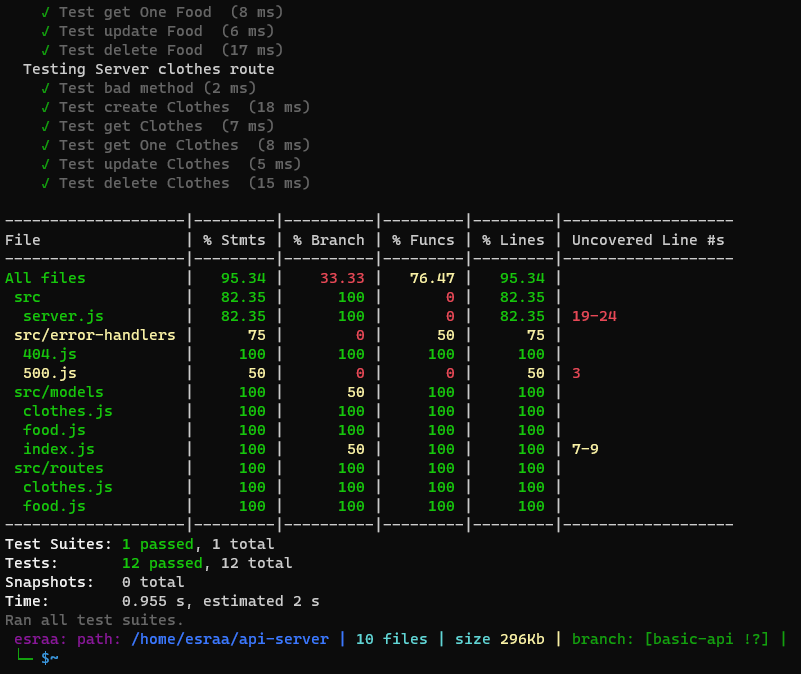 ✓ Test get One Food  (8 ms)
✓ Test update Food  (6 ms)
✓ Test delete Food  (17 ms)
Testing Server clothes route
✓ Test bad method (2 ms)
✓ Test create Clothes  (18 ms)
✓ Test get Clothes  (7 ms)
✓ Test get One Clothes  (8 ms)
✓ Test update Clothes  (5 ms)
✓ Test delete Clothes  (15 ms)
--------------------|---------|----------|---------|---------|-------------------
File                | % Stmts | % Branch | % Funcs | % Lines | Uncovered Line #s
--------------------|---------|----------|---------|---------|-------------------
All files           |   95.34 |    33.33 |   76.47 |   95.34 |
 src                |   82.35 |      100 |       0 |   82.35 |
  server.js         |   82.35 |      100 |       0 |   82.35 | 19-24
 src/error-handlers |      75 |        0 |      50 |      75 |
  404.js            |     100 |      100 |     100 |     100 |
  500.js            |      50 |        0 |       0 |      50 | 3
 src/models         |     100 |       50 |     100 |     100 |
  clothes.js        |     100 |      100 |     100 |     100 |
  food.js           |     100 |      100 |     100 |     100 |
  index.js          |     100 |       50 |     100 |     100 | 7-9
 src/routes         |     100 |      100 |     100 |     100 |
  clothes.js        |     100 |      100 |     100 |     100 |
  food.js           |     100 |      100 |     100 |     100 |
--------------------|---------|----------|---------|---------|-------------------
Test Suites: 1 passed, 1 total
Tests:       12 passed, 12 total
Snapshots:   0 total
Time:        0.955 s, estimated 2 s
Ran all test suites.
esraa: path: /home/esraa/api-server | 10 files | size 296Kb | branch: [basic-api !?] |
└─ $~